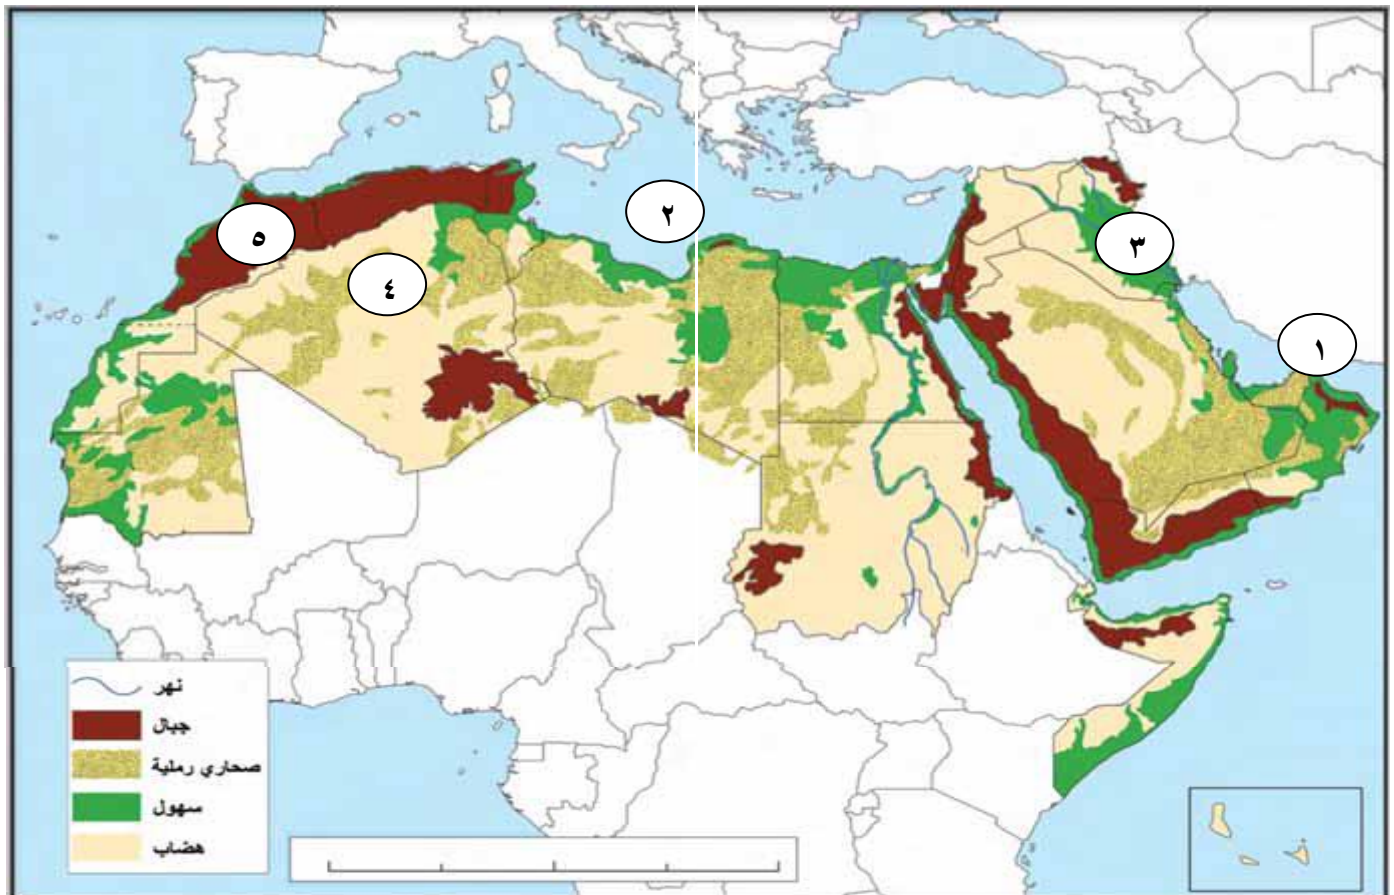 ٢
٥
٣
٤
١
نهر
جبال
صحاري رملية
سهول
هضاب